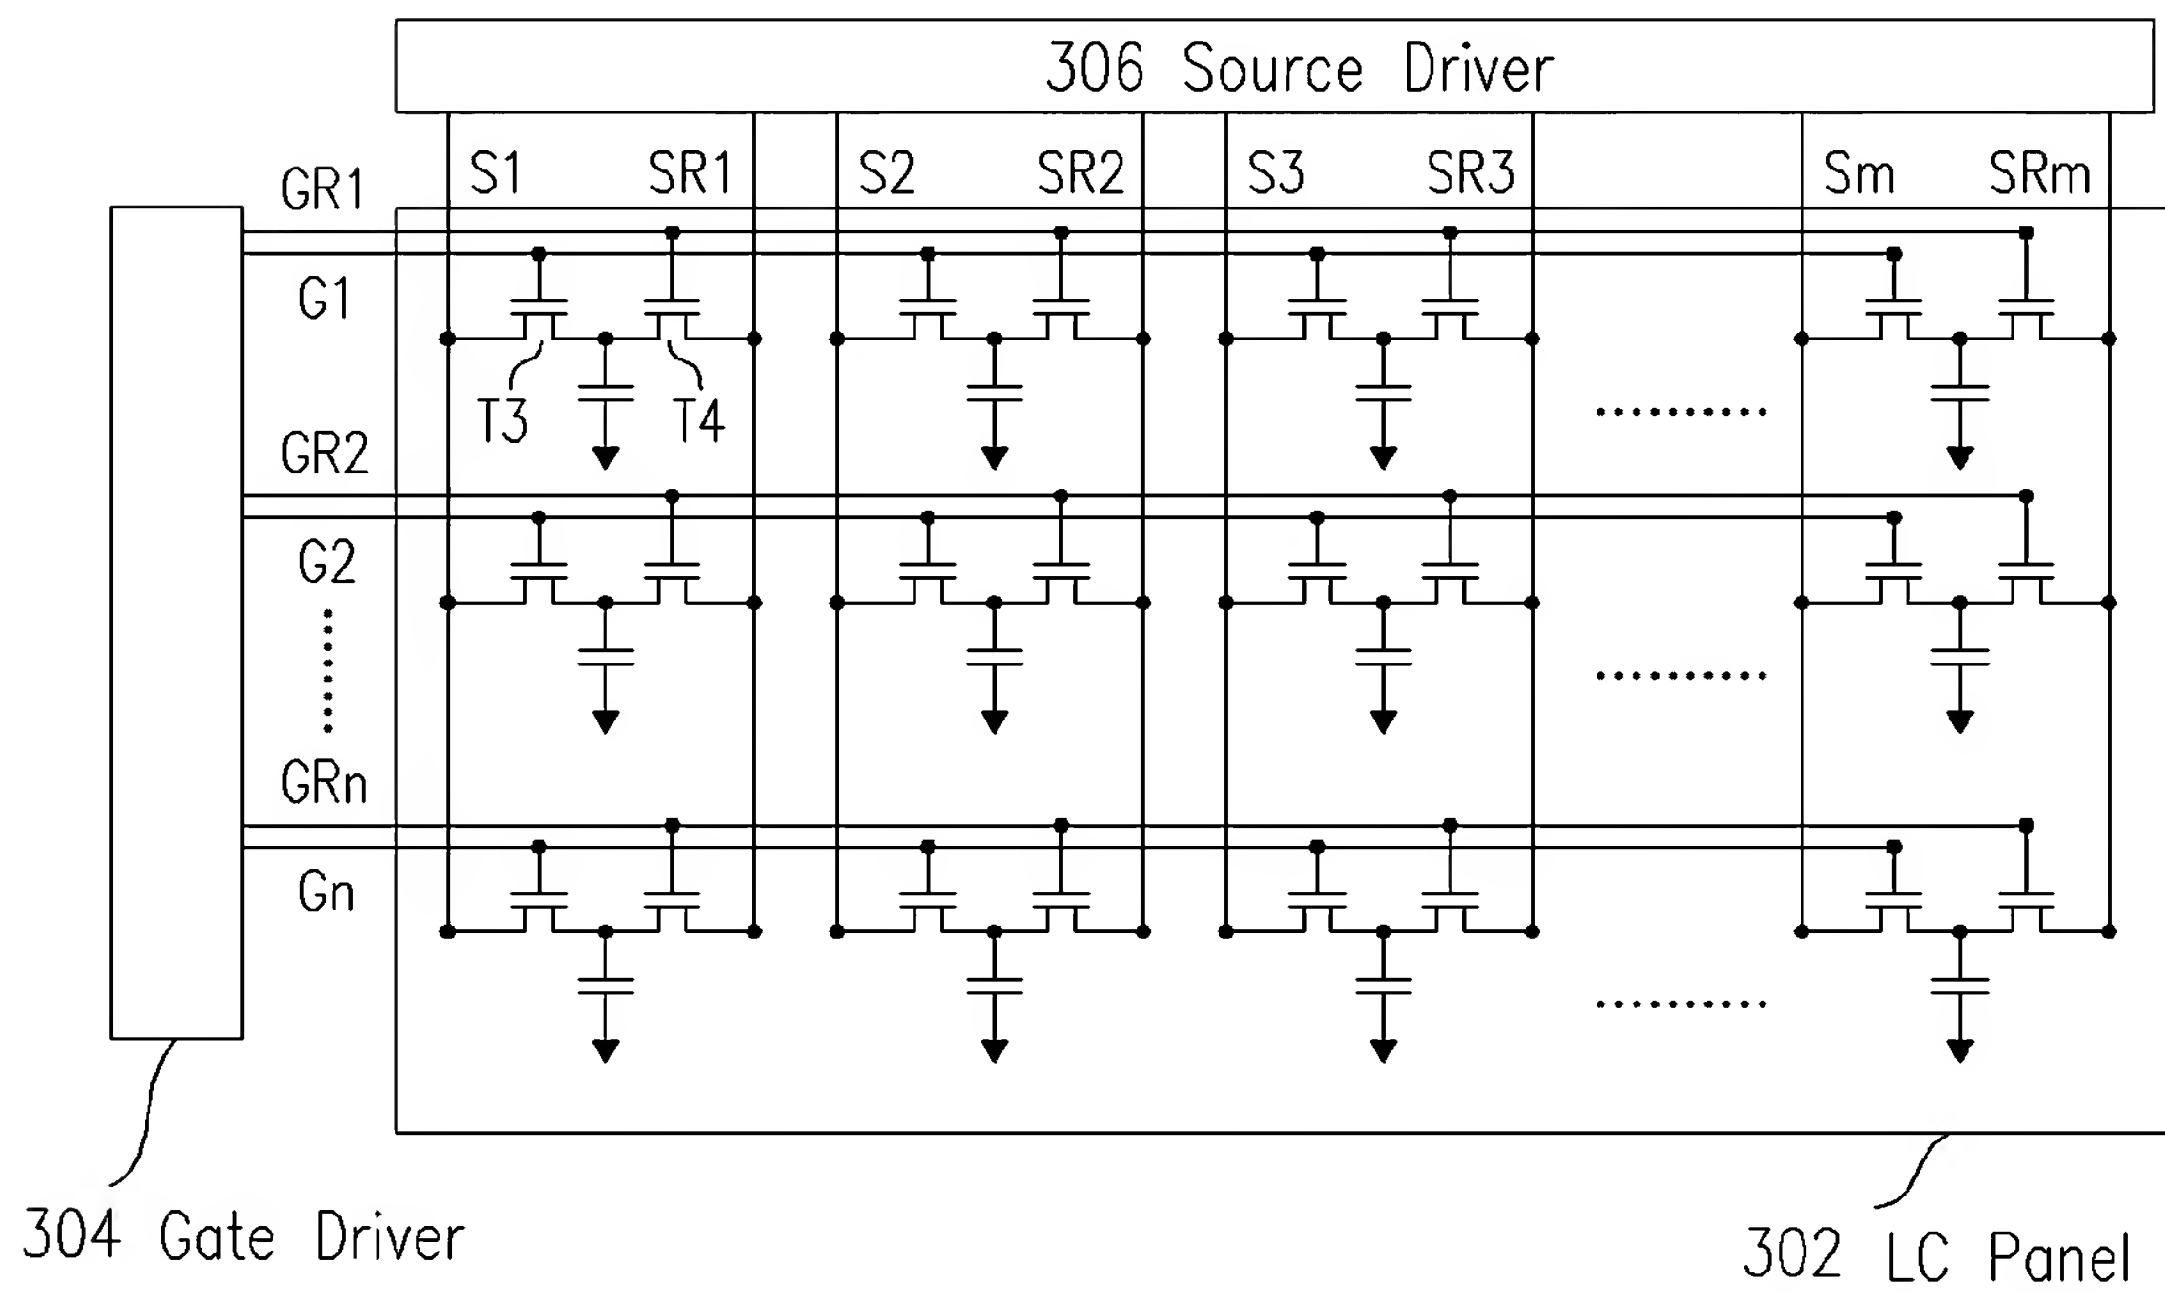 306 Source Driver
S1 SR1 S2 SR2 S3 SR3 Sm SRm
GR1
G1
T3 T4
GR2
G2
GRn
Gn
304 Gate Driver
302 LC Panel